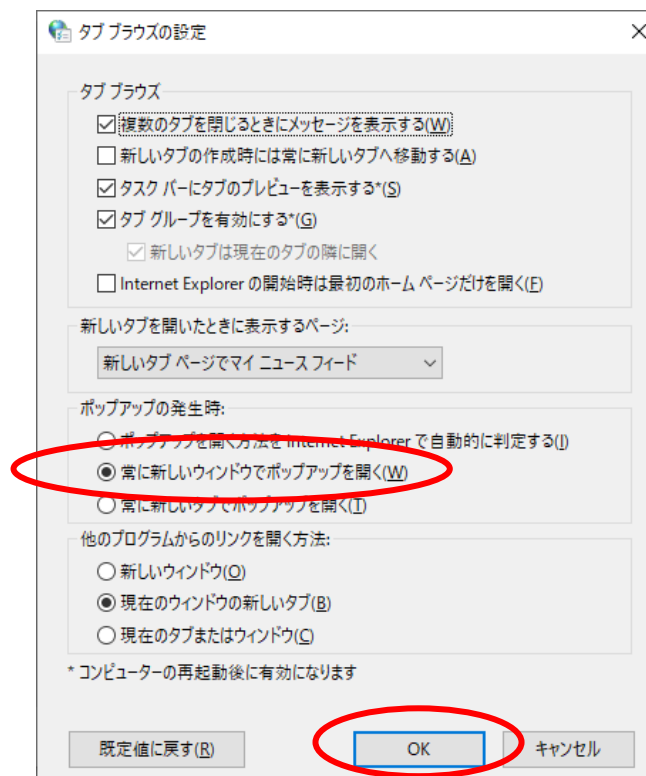 タブ ブラウズの設定
タブ ブラウズ
複数のタブを閉じるときにメッセージを表示する(W)
新しいタブの作成時には常に新しいタブへ移動する(A)
タスク バーにタブのプレビューを表示する*(S)
タブ グループを有効にする*(G)
新しいタブは現在のタブの隣に開く
Internet Explorer の開始時は最初のホーム ページだけを開く(F)
新しいタブを開いたときに表示するページ:
新しいタブ ページでマイ ニュース フィード
ポップアップの発生時:
ポップアップを開く方法を Internet Explorer で自動的に判定する(I)
常に新しいウィンドウでポップアップを開く(W)
常に新しいタブでポップアップを開く(T)
他のプログラムからのリンクを開く方法:
新しいウィンドウ(O)
現在のウィンドウの新しいタブ(B)
現在のタブまたはウィンドウ(C)
* コンピューターの再起動後に有効になります
既定値に戻す(R)
OK
キャンセル